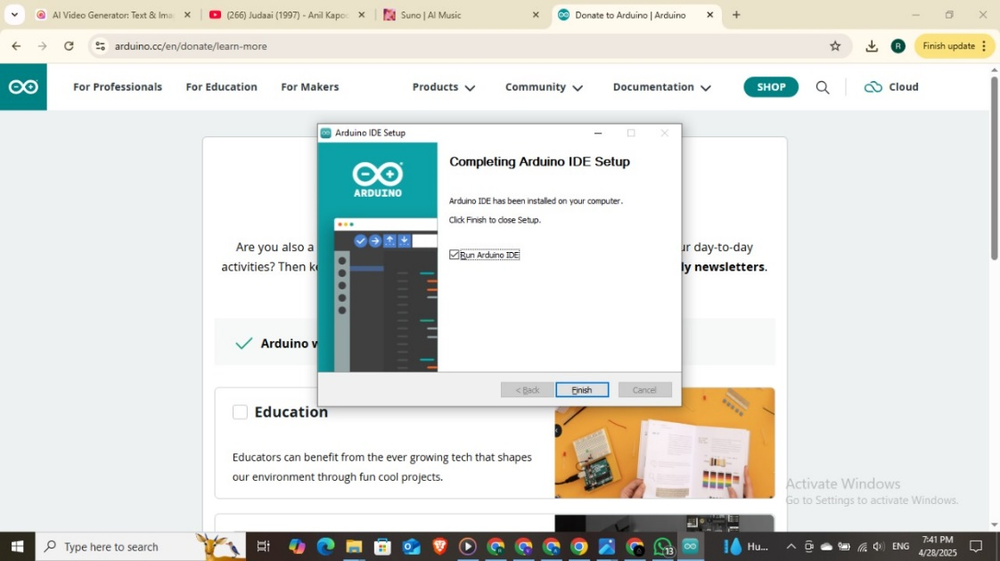 AI Video Generator: Text & Ima
(266) Judaai (1997) - Anil Kapoo
Suno | AI Music
Donate to Arduino | Arduino
arduino.cc/en/donate/learn-more
R
Finish update
For Professionals
For Education
For Makers
Products
Community
Documentation
SHOP
Cloud
Arduino IDE Setup
ARDUINO
Completing Arduino IDE Setup
Arduino IDE has been installed on your computer.
Click Finish to close Setup.
Run Arduino IDE
< Back
Finish
Cancel
Are you also a
ur day-to-day
activities? Then k
ly newsletters.
Arduino w
Education
Educators can benefit from the ever growing tech that shapes
our environment through fun cool projects.
Activate Windows
Go to Settings to activate Windows.
Type here to search
13
Hu...
ENG
7:41 PM
4/28/2025